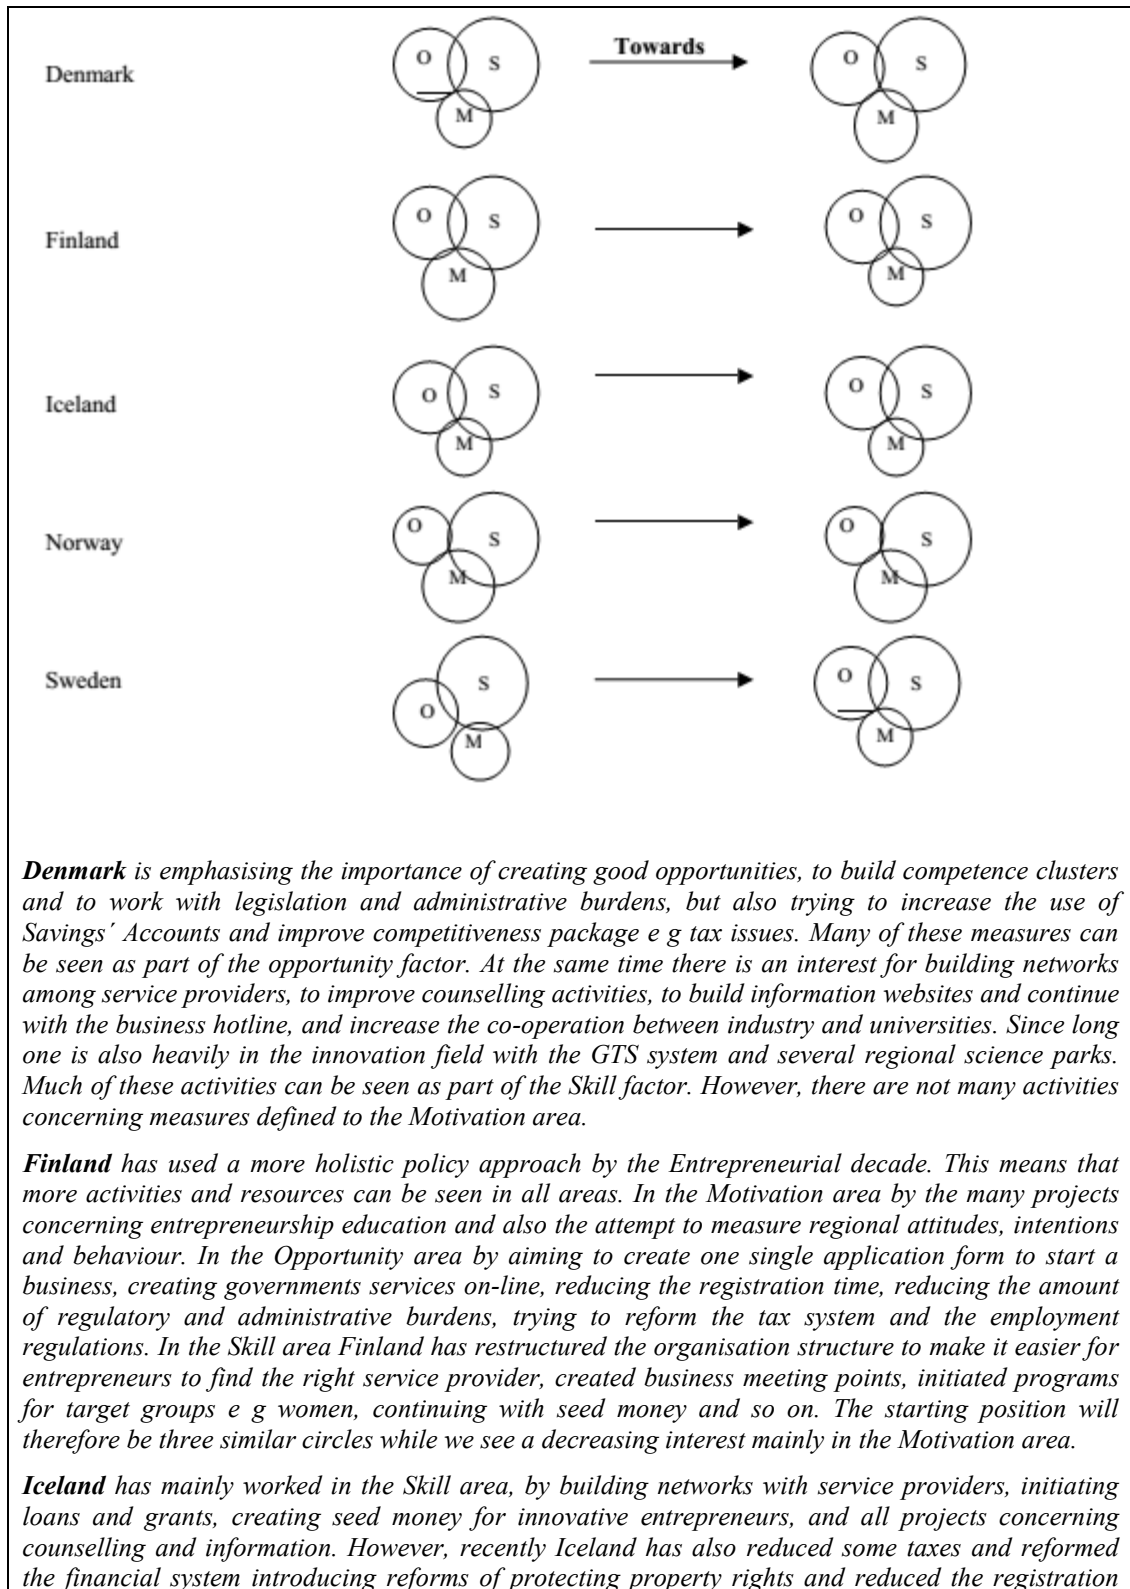 Towards
Denmark
O
S
M
O
S
M
Finland
O
S
M
O
S
M
Iceland
O
S
M
O
S
M
Norway
O
S
M
O
S
M
Sweden
O
S
M
O
S
M
Denmark is emphasising the importance of creating good opportunities, to build competence clusters
and to work with legislation and administrative burdens, but also trying to increase the use of
Savings´ Accounts and improve competitiveness package e g tax issues. Many of these measures can
be seen as part of the opportunity factor. At the same time there is an interest for building networks
among service providers, to improve counselling activities, to build information websites and continue
with the business hotline, and increase the co-operation between industry and universities. Since long
one is also heavily in the innovation field with the GTS system and several regional science parks.
Much of these activities can be seen as part of the Skill factor. However, there are not many activities
concerning measures defined to the Motivation area.
Finland has used a more holistic policy approach by the Entrepreneurial decade. This means that
more activities and resources can be seen in all areas. In the Motivation area by the many projects
concerning entrepreneurship education and also the attempt to measure regional attitudes, intentions
and behaviour. In the Opportunity area by aiming to create one single application form to start a
business, creating governments services on-line, reducing the registration time, reducing the amount
of regulatory and administrative burdens, trying to reform the tax system and the employment
regulations. In the Skill area Finland has restructured the organisation structure to make it easier for
entrepreneurs to find the right service provider, created business meeting points, initiated programs
for target groups e g women, continuing with seed money and so on. The starting position will
therefore be three similar circles while we see a decreasing interest mainly in the Motivation area.
Iceland has mainly worked in the Skill area, by building networks with service providers, initiating
loans and grants, creating seed money for innovative entrepreneurs, and all projects concerning
counselling and information. However, recently Iceland has also reduced some taxes and reformed
the financial system introducing reforms of protecting property rights and reduced the registration